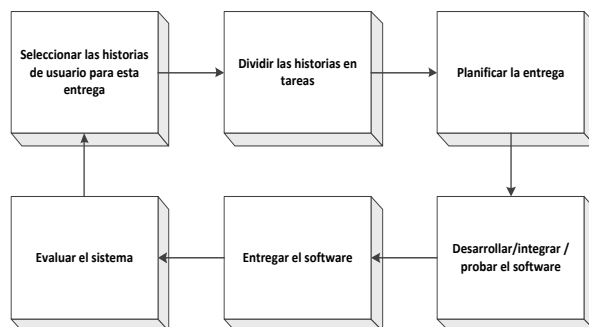 Seleccionar las historias
de usuario para esta
entrega
Dividir las historias en
tareas
Planificar la entrega
Evaluar el sistema
Entregar el software
Desarrollar/integrar /
probar el software